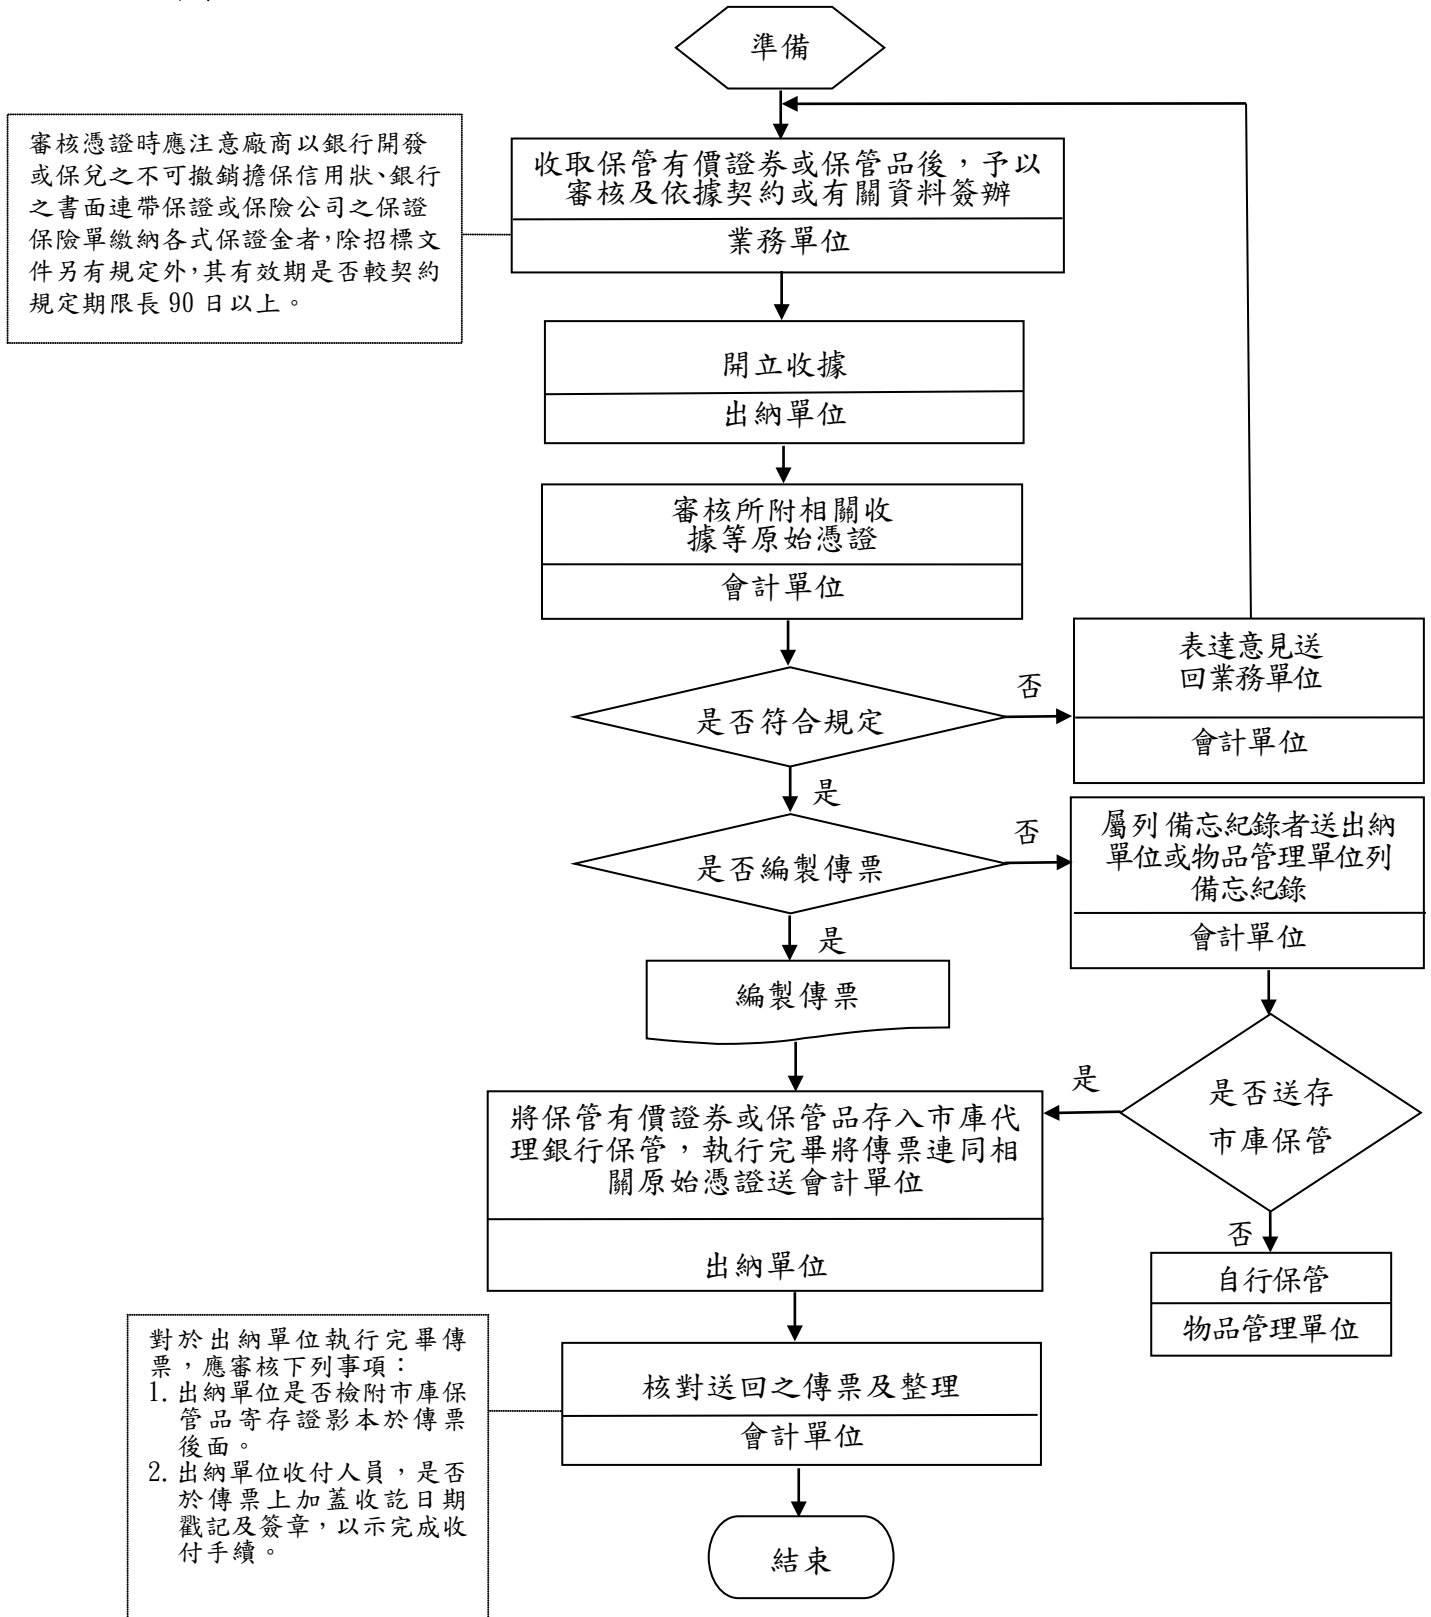 準備
審核憑證時應注意廠商以銀行開發
或保兌之不可撤銷擔保信用狀、銀行
之書面連帶保證或保險公司之保證
保險單繳納各式保證金者,除招標文
件另有規定外,其有效期是否較契約
規定期限長 90 日以上。
收取保管有價證券或保管品後,予以
審核及依據契約或有關資料簽辦
業務單位
開立收據
出納單位
審核所附相關收
據等原始憑證
會計單位
是否符合規定
否
表達意見送
回業務單位
會計單位
是
是否編製傳票
否
屬列備忘紀錄者送出納
單位或物品管理單位列
備忘紀錄
會計單位
是
編製傳票
是否送存
市庫保管
是
將保管有價證券或保管品存入市庫代
理銀行保管,執行完畢將傳票連同相
關原始憑證送會計單位
出納單位
否
自行保管
物品管理單位
對於出納單位執行完畢傳
票,應審核下列事項:
1. 出納單位是否檢附市庫保
管品寄存證影本於傳票
後面。
2. 出納單位收付人員,是否
於傳票上加蓋收訖日期
戳記及簽章,以示完成收
付手續。
核對送回之傳票及整理
會計單位
結束